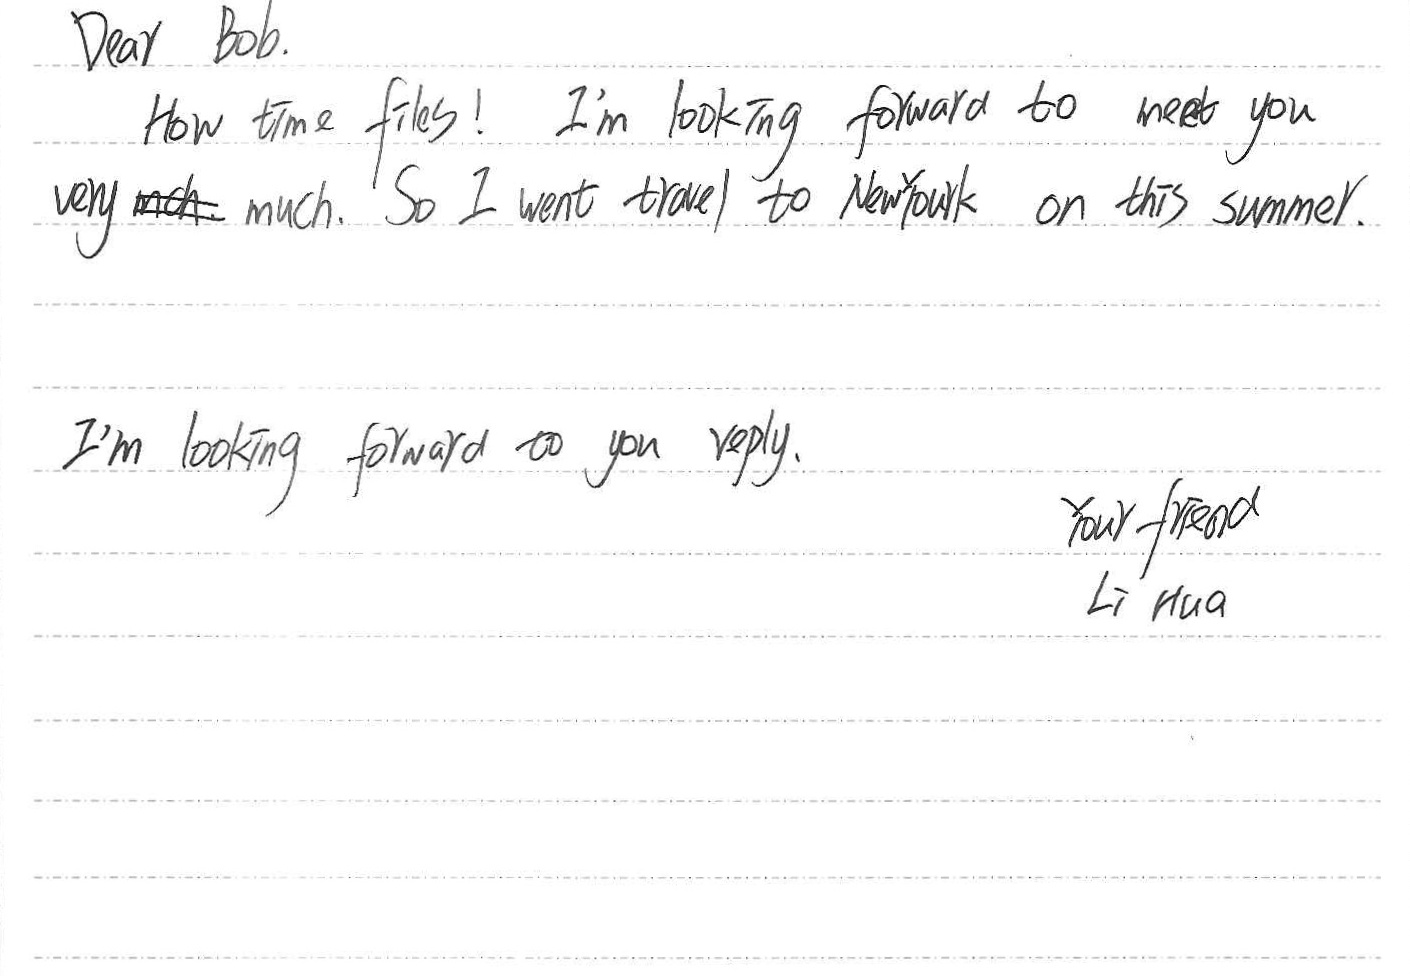 Dear Bob.
How time files! I'm looking forward to meet you
very mch. much. So I went travel to NewYourk on this summer.
I'm looking forward to you reply.
Your friend
Li Hua